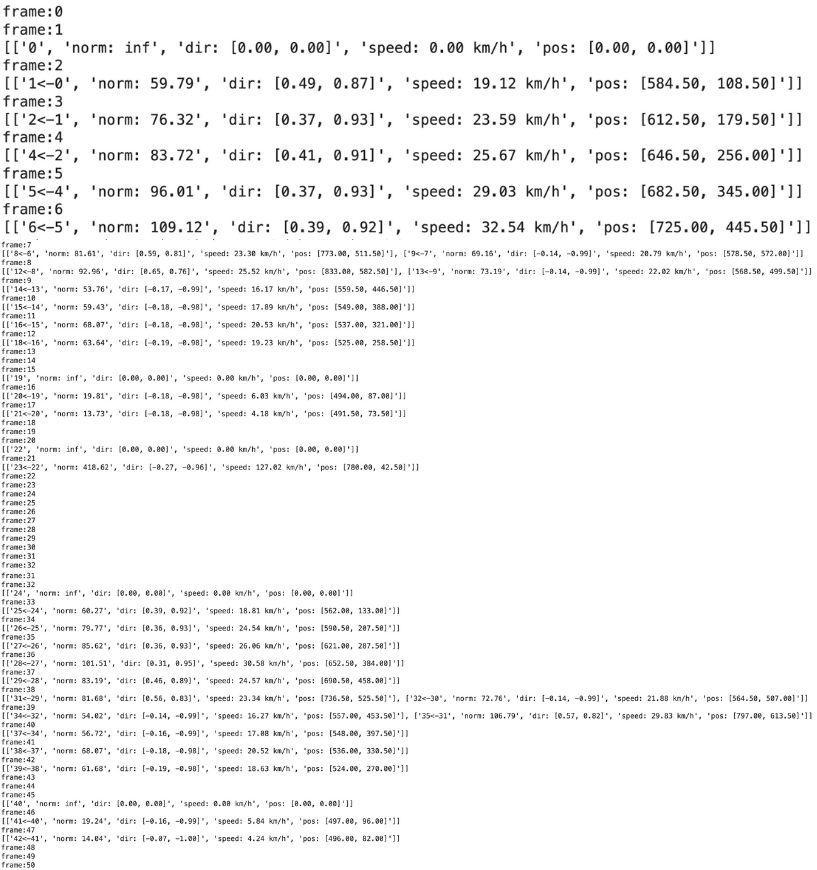 frame:0
frame:1
[['0', 'norm: inf', 'dir: [0.00, 0.00]', 'speed: 0.00 km/h', 'pos: [0.00, 0.00]']]
frame:2
[['1<-0', 'norm: 59.79', 'dir: [0.49, 0.87]', 'speed: 19.12 km/h', 'pos: [584.50, 108.50]']]
frame:3
[['2<-1', 'norm: 76.32', 'dir: [0.37, 0.93]', 'speed: 23.59 km/h', 'pos: [612.50, 179.50]']]
frame:4
[['4<-2', 'norm: 83.72', 'dir: [0.41, 0.91]', 'speed: 25.67 km/h', 'pos: [646.50, 256.00]']]
frame:5
[['5<-4', 'norm: 96.01', 'dir: [0.37, 0.93]', 'speed: 29.03 km/h', 'pos: [682.50, 345.00]']]
frame:6
[['6<-5', 'norm: 109.12', 'dir: [0.39, 0.92]', 'speed: 32.54 km/h', 'pos: [725.00, 445.50]']]
frame:7
[['8<-6', 'norm: 81.61', 'dir: [0.59, 0.81]', 'speed: 23.30 km/h', 'pos: [773.00, 511.50]'], ['9<-7', 'norm: 69.16', 'dir: [-0.14, -0.99]', 'speed: 20.79 km/h', 'pos: [578.50, 572.00]']]
frame:8
[['12<-8', 'norm: 92.96', 'dir: [0.65, 0.76]', 'speed: 25.52 km/h', 'pos: [833.00, 582.50]'], ['13<-9', 'norm: 73.19', 'dir: [-0.14, -0.99]', 'speed: 22.02 km/h', 'pos: [568.50, 499.50]']]
frame:9
[['14<-13', 'norm: 53.76', 'dir: [-0.17, -0.99]', 'speed: 16.17 km/h', 'pos: [559.50, 446.50]']]
frame:10
[['15<-14', 'norm: 59.43', 'dir: [-0.18, -0.98]', 'speed: 17.89 km/h', 'pos: [549.00, 388.00]']]
frame:11
[['16<-15', 'norm: 68.07', 'dir: [-0.18, -0.98]', 'speed: 20.53 km/h', 'pos: [537.00, 321.00]']]
frame:12
[['18<-16', 'norm: 63.64', 'dir: [-0.19, -0.98]', 'speed: 19.23 km/h', 'pos: [525.00, 258.50]']]
frame:13
frame:14
frame:15
[['19', 'norm: inf', 'dir: [0.00, 0.00]', 'speed: 0.00 km/h', 'pos: [0.00, 0.00]']]
frame:16
[['20<-19', 'norm: 19.81', 'dir: [-0.18, -0.98]', 'speed: 6.03 km/h', 'pos: [494.00, 87.00]']]
frame:17
[['21<-20', 'norm: 13.73', 'dir: [-0.18, -0.98]', 'speed: 4.18 km/h', 'pos: [491.50, 73.50]']]
frame:18
frame:19
frame:20
[['22', 'norm: inf', 'dir: [0.00, 0.00]', 'speed: 0.00 km/h', 'pos: [0.00, 0.00]']]
frame:21
[['23<-22', 'norm: 418.62', 'dir: [-0.27, -0.96]', 'speed: 127.02 km/h', 'pos: [780.00, 42.50]']]
frame:22
frame:23
frame:24
frame:25
frame:26
frame:27
frame:28
frame:29
frame:30
frame:31
frame:32
frame:31
frame:32
[['24', 'norm: inf', 'dir: [0.00, 0.00]', 'speed: 0.00 km/h', 'pos: [0.00, 0.00]']]
frame:33
[['25<-24', 'norm: 60.27', 'dir: [0.39, 0.92]', 'speed: 18.81 km/h', 'pos: [562.00, 133.00]']]
frame:34
[['26<-25', 'norm: 79.77', 'dir: [0.36, 0.93]', 'speed: 24.54 km/h', 'pos: [590.50, 207.50]']]
frame:35
[['27<-26', 'norm: 85.62', 'dir: [0.36, 0.93]', 'speed: 26.06 km/h', 'pos: [621.00, 287.50]']]
frame:36
[['28<-27', 'norm: 101.51', 'dir: [0.31, 0.95]', 'speed: 30.58 km/h', 'pos: [652.50, 384.00]']]
frame:37
[['29<-28', 'norm: 83.19', 'dir: [0.46, 0.89]', 'speed: 24.57 km/h', 'pos: [690.50, 458.00]']]
frame:38
[['31<-29', 'norm: 81.68', 'dir: [0.56, 0.83]', 'speed: 23.34 km/h', 'pos: [736.50, 525.50]'], ['32<-30', 'norm: 72.76', 'dir: [-0.14, -0.99]', 'speed: 21.88 km/h', 'pos: [564.50, 507.00]']]
frame:39
[['34<-32', 'norm: 54.02', 'dir: [-0.14, -0.99]', 'speed: 16.27 km/h', 'pos: [557.00, 453.50]'], ['35<-31', 'norm: 106.79', 'dir: [0.57, 0.82]', 'speed: 29.83 km/h', 'pos: [797.00, 613.50]']]
frame:40
[['37<-34', 'norm: 56.72', 'dir: [-0.16, -0.99]', 'speed: 17.08 km/h', 'pos: [548.00, 397.50]']]
frame:41
[['38<-37', 'norm: 68.07', 'dir: [-0.18, -0.98]', 'speed: 20.52 km/h', 'pos: [536.00, 330.50]']]
frame:42
[['39<-38', 'norm: 61.68', 'dir: [-0.19, -0.98]', 'speed: 18.63 km/h', 'pos: [524.00, 270.00]']]
frame:43
frame:44
frame:45
[['40', 'norm: inf', 'dir: [0.00, 0.00]', 'speed: 0.00 km/h', 'pos: [0.00, 0.00]']]
frame:46
[['41<-40', 'norm: 19.24', 'dir: [-0.16, -0.99]', 'speed: 5.84 km/h', 'pos: [497.00, 96.00]']]
frame:47
[['42<-41', 'norm: 14.04', 'dir: [-0.07, -1.00]', 'speed: 4.24 km/h', 'pos: [496.00, 82.00]']]
frame:48
frame:49
frame:50